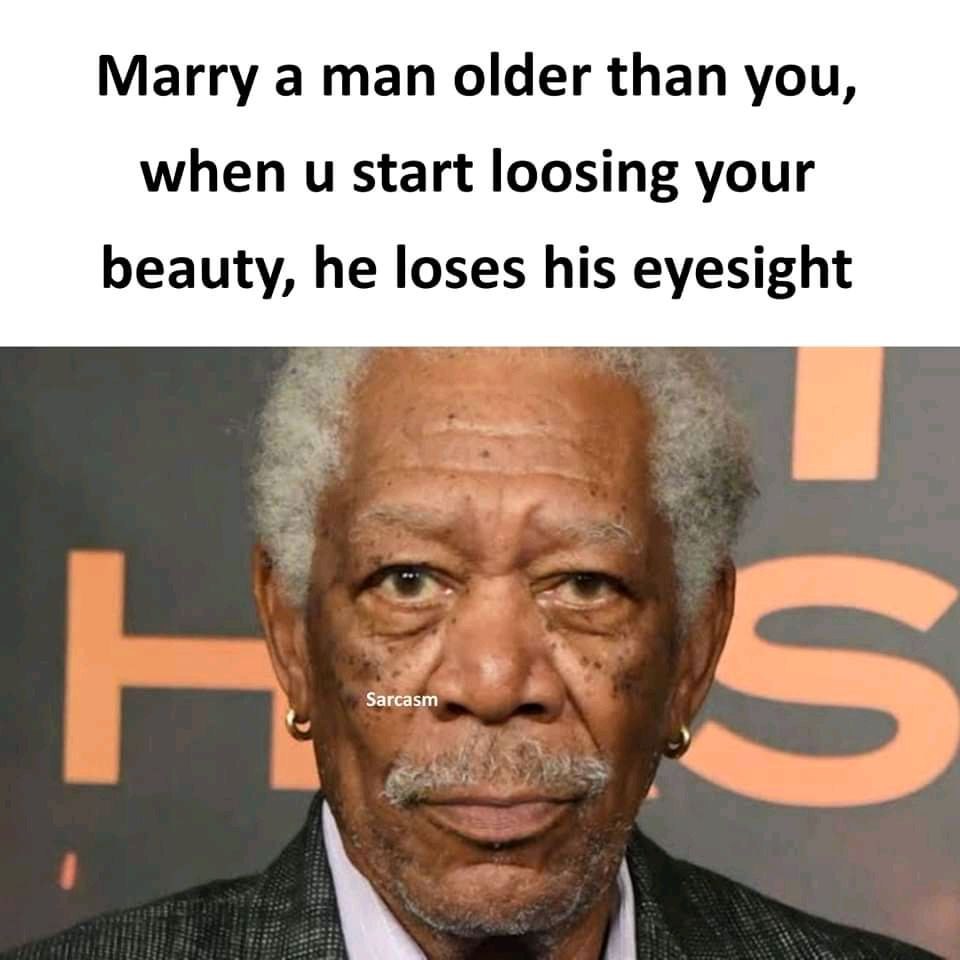 Marry a man older than you,
when u start loosing your
beauty, he loses his eyesight
H S
Sarcasm